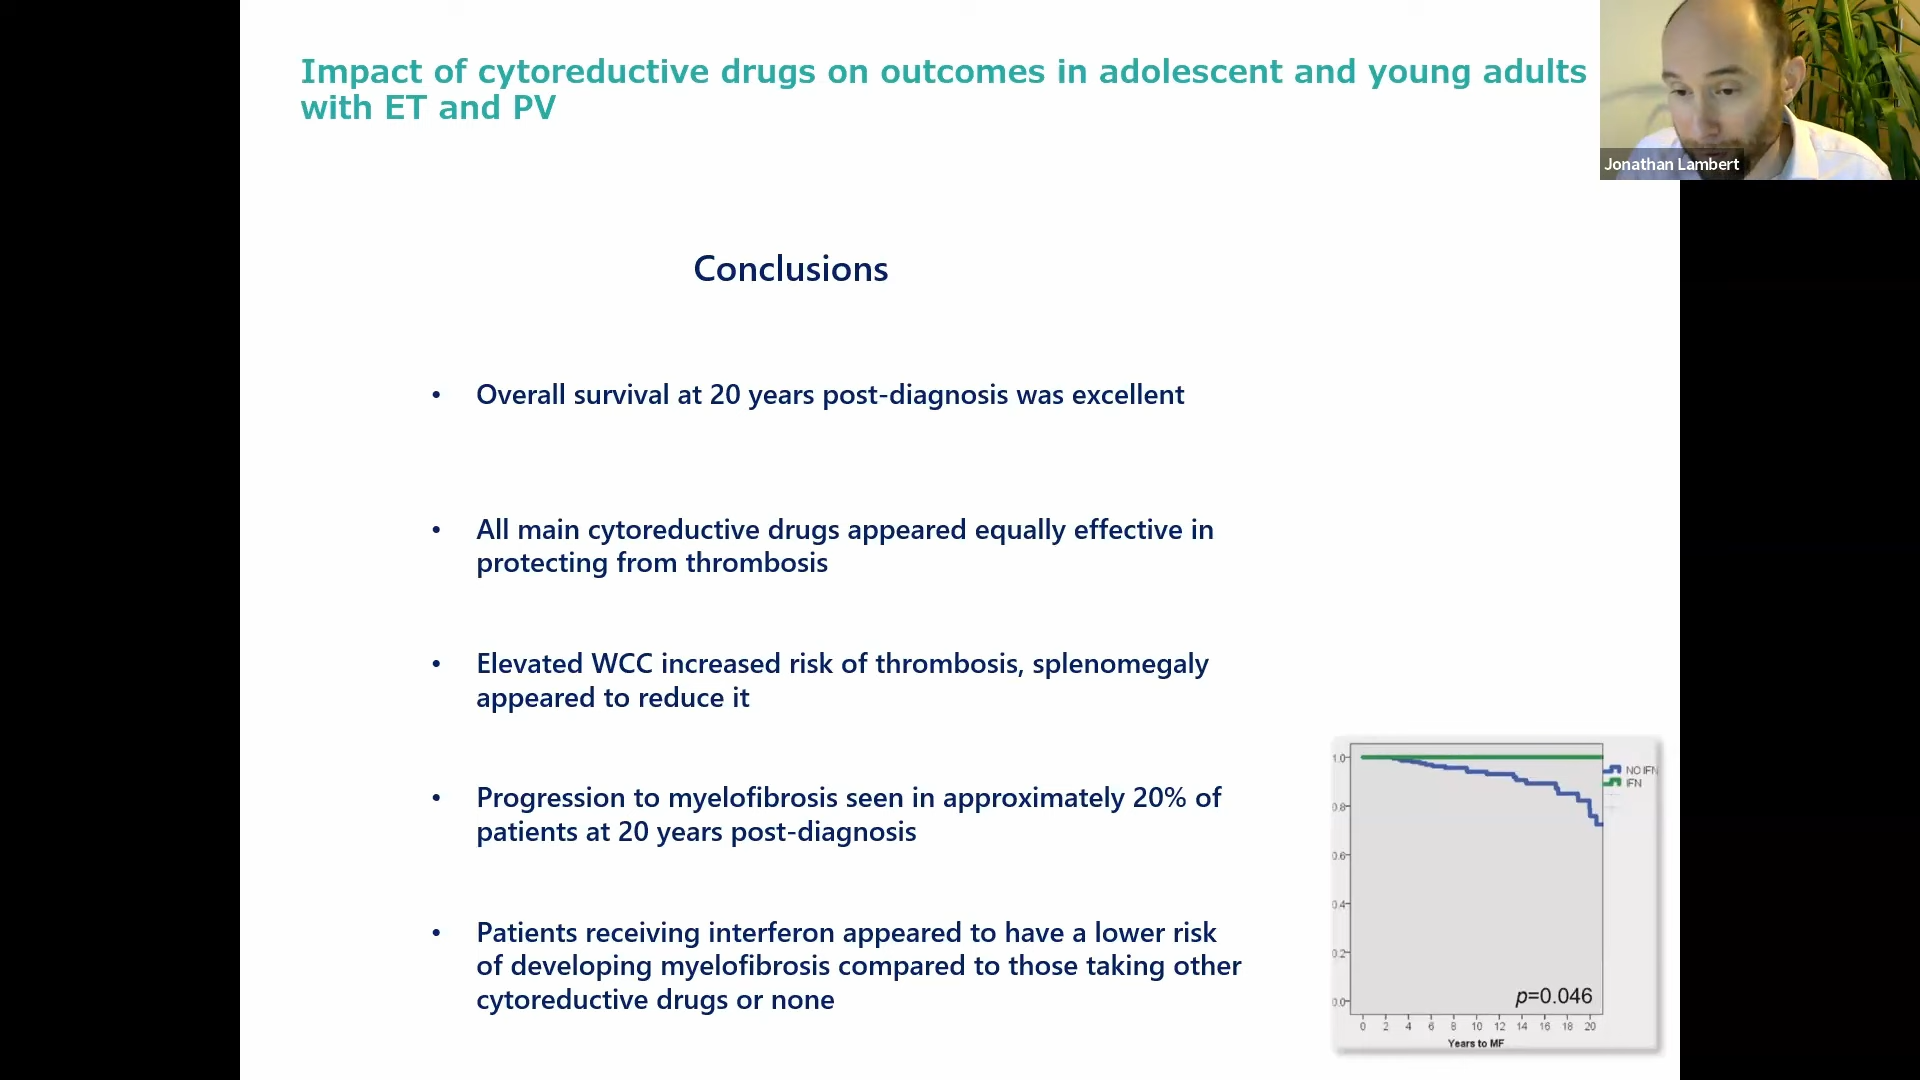 Impact of cytoreductive drugs on outcomes in adolescent and young adults
with ET and PV
Jonathan Lambert
Conclusions
• Overall survival at 20 years post-diagnosis was excellent
• All main cytoreductive drugs appeared equally effective in
protecting from thrombosis
• Elevated WCC increased risk of thrombosis, splenomegaly
appeared to reduce it
• Progression to myelofibrosis seen in approximately 20% of
patients at 20 years post-diagnosis
• Patients receiving interferon appeared to have a lower risk
of developing myelofibrosis compared to those taking other
cytoreductive drugs or none
1.0
NO IFN
IFN
0.8
0.6
0.4
0.2
0.0
p=0.046
0 2 4 6 8 10 12 14 16 18 20
Years to MF